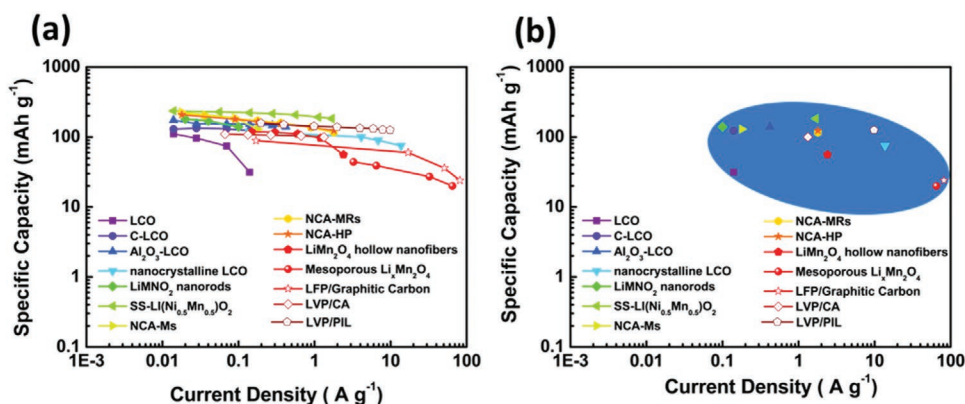 (a)
Specific Capacity (mAh g⁻¹)
1000
100
10
1
0.1
LCO
C-LCO
Al₂O₃-LCO
nanocrystalline LCO
LiMNO₂ nanorods
SS-LI(Ni₀.₅Mn₀.₅)O₂
NCA-Ms
NCA-MRs
NCA-HP
LiMn₂O₄ hollow nanofibers
Mesoporous LiₓMn₂O₄
LFP/Graphitic Carbon
LVP/CA
LVP/PIL
1E-3 0.01 0.1 1 10 100
Current Density ( A g⁻¹)
(b)
Specific Capacity (mAh g⁻¹)
1000
100
10
1
0.1
LCO
C-LCO
Al₂O₃-LCO
nanocrystalline LCO
LiMNO₂ nanorods
SS-LI(Ni₀.₅Mn₀.₅)O₂
NCA-Ms
NCA-MRs
NCA-HP
LiMn₂O₄ hollow nanofibers
Mesoporous LiₓMn₂O₄
LFP/Graphitic Carbon
LVP/CA
LVP/PIL
1E-3 0.01 0.1 1 10 100
Current Density ( A g⁻¹)